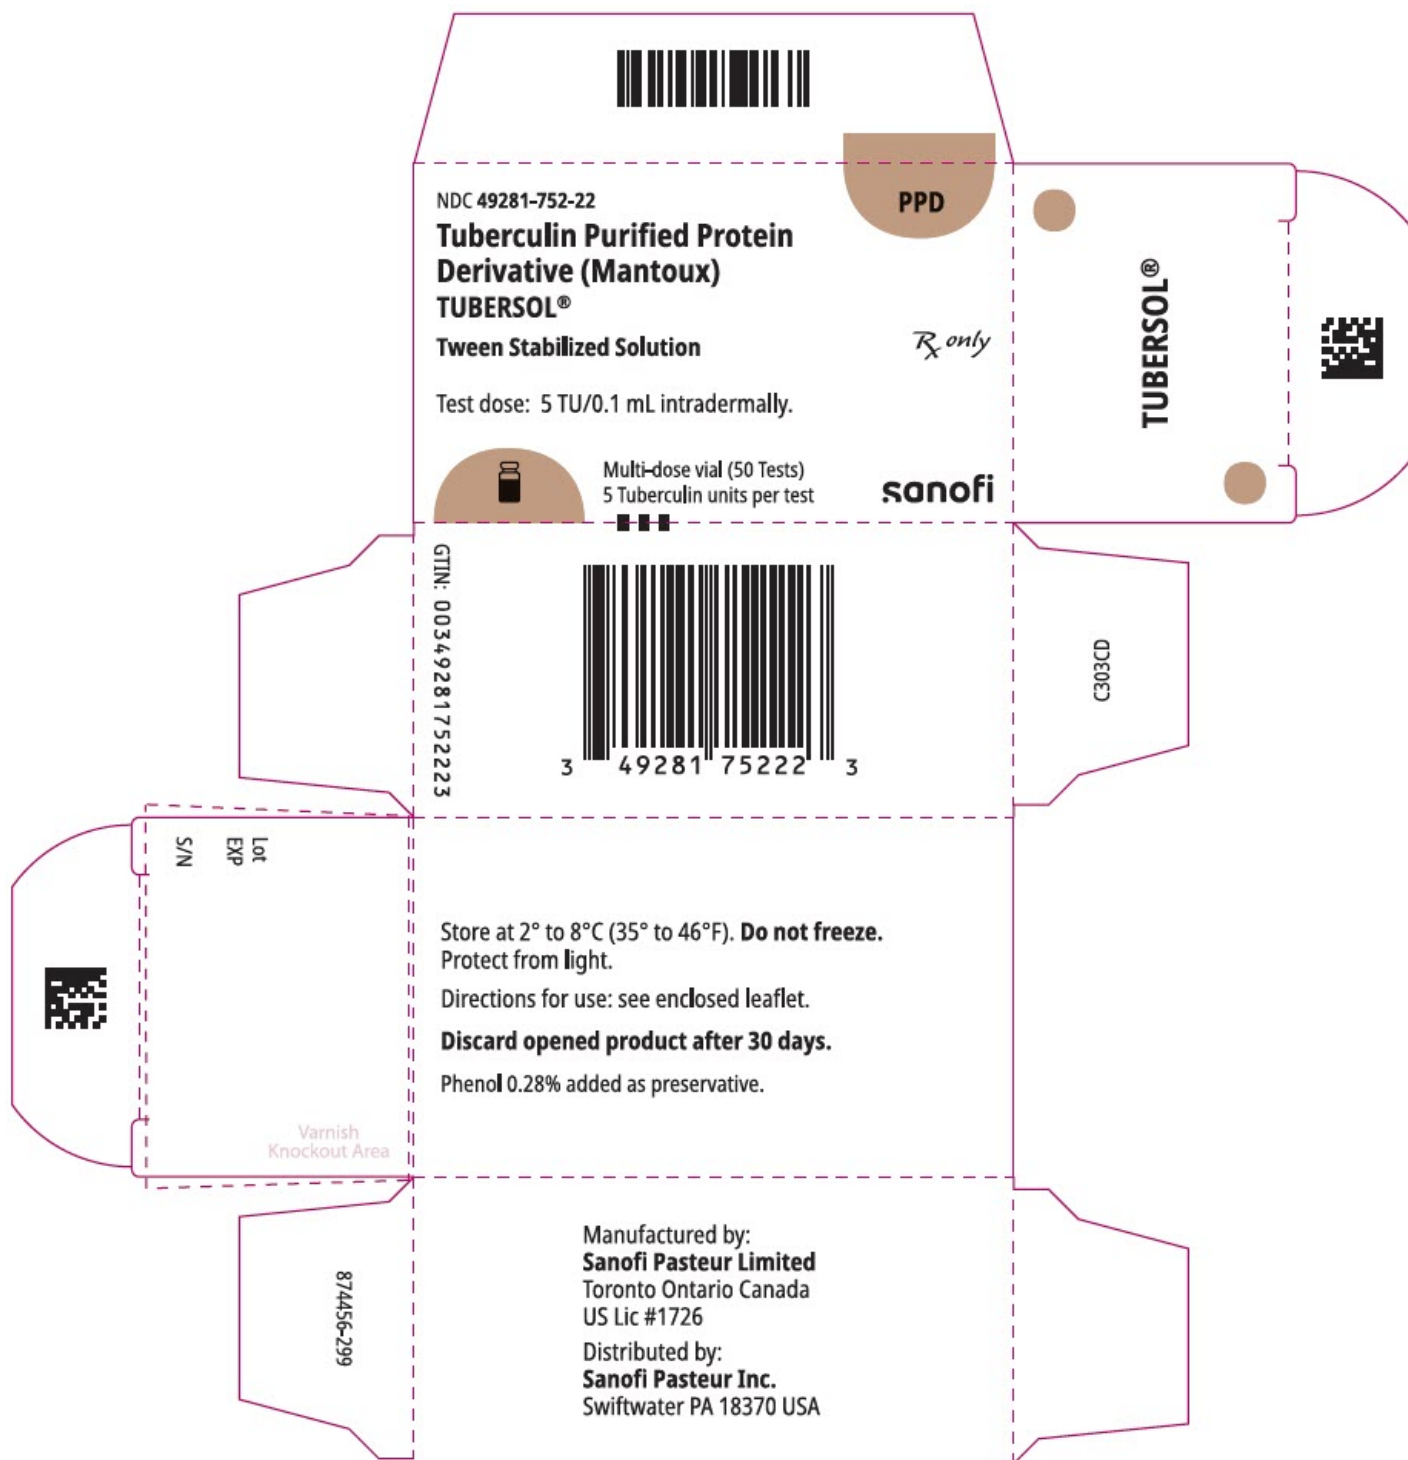 NDC 49281-752-22
Tuberculin Purified Protein
Derivative (Mantoux)
TUBERSOL®
Tween Stabilized Solution
Test dose: 5 TU/0.1 mL intradermally.
PPD
Rx only
Multi-dose vial (50 Tests)
5 Tuberculin units per test
sanofi
TUBERSOL®
GTIN: 00349281752223
3 49281 75222 3
C303CD
Lot
EXP
S/N
Varnish
Knockout Area
Store at 2° to 8°C (35° to 46°F). Do not freeze.
Protect from light.
Directions for use: see enclosed leaflet.
Discard opened product after 30 days.
Phenol 0.28% added as preservative.
874456-299
Manufactured by:
Sanofi Pasteur Limited
Toronto Ontario Canada
US Lic #1726
Distributed by:
Sanofi Pasteur Inc.
Swiftwater PA 18370 USA